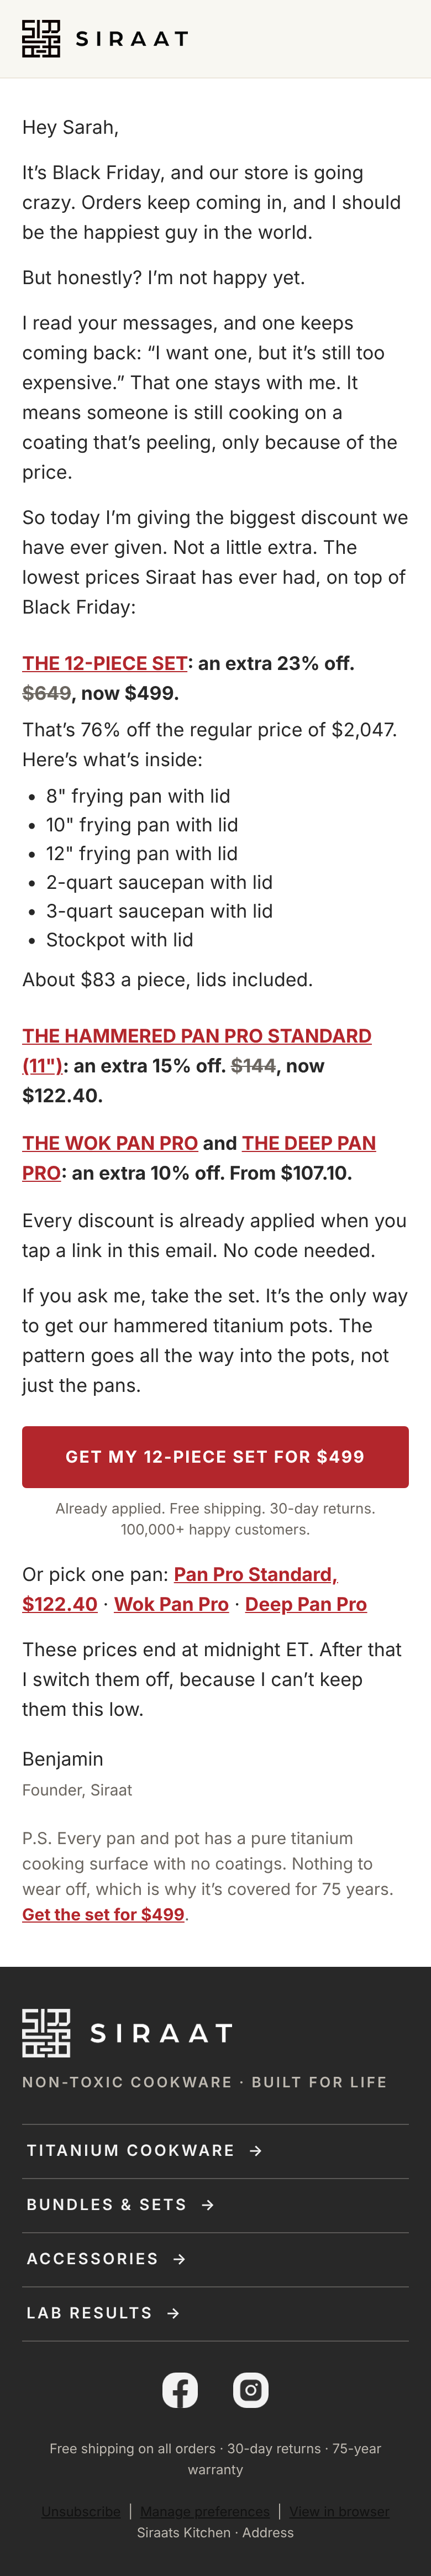 SIRAAT
Hey Sarah,
It’s Black Friday, and our store is going
crazy. Orders keep coming in, and I should
be the happiest guy in the world.
But honestly? I’m not happy yet.
I read your messages, and one keeps
coming back: “I want one, but it’s still too
expensive.” That one stays with me. It
means someone is still cooking on a
coating that’s peeling, only because of the
price.
So today I’m giving the biggest discount we
have ever given. Not a little extra. The
lowest prices Siraat has ever had, on top of
Black Friday:
THE 12-PIECE SET: an extra 23% off.
$649, now $499.
That’s 76% off the regular price of $2,047.
Here’s what’s inside:
• 8" frying pan with lid
• 10" frying pan with lid
• 12" frying pan with lid
• 2-quart saucepan with lid
• 3-quart saucepan with lid
• Stockpot with lid
About $83 a piece, lids included.
THE HAMMERED PAN PRO STANDARD
(11"): an extra 15% off. $144, now
$122.40.
THE WOK PAN PRO and THE DEEP PAN
PRO: an extra 10% off. From $107.10.
Every discount is already applied when you
tap a link in this email. No code needed.
If you ask me, take the set. It’s the only way
to get our hammered titanium pots. The
pattern goes all the way into the pots, not
just the pans.
GET MY 12-PIECE SET FOR $499
Already applied. Free shipping. 30-day returns.
100,000+ happy customers.
Or pick one pan: Pan Pro Standard,
$122.40 · Wok Pan Pro · Deep Pan Pro
These prices end at midnight ET. After that
I switch them off, because I can’t keep
them this low.
Benjamin
Founder, Siraat
P.S. Every pan and pot has a pure titanium
cooking surface with no coatings. Nothing to
wear off, which is why it’s covered for 75 years.
Get the set for $499.
SIRAAT
NON-TOXIC COOKWARE · BUILT FOR LIFE
TITANIUM COOKWARE →
BUNDLES & SETS →
ACCESSORIES →
LAB RESULTS →
Free shipping on all orders · 30-day returns · 75-year
warranty
Unsubscribe | Manage preferences | View in browser
Siraats Kitchen · Address